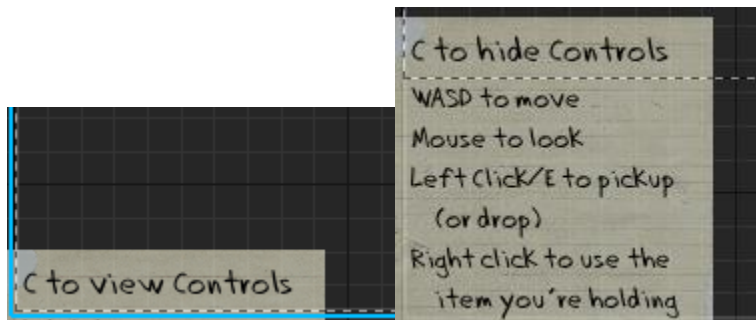 C to view Controls
C to hide Controls
WASD to move
Mouse to look
Left Click/E to pickup
(or drop)
Right click to use the
item you're holding